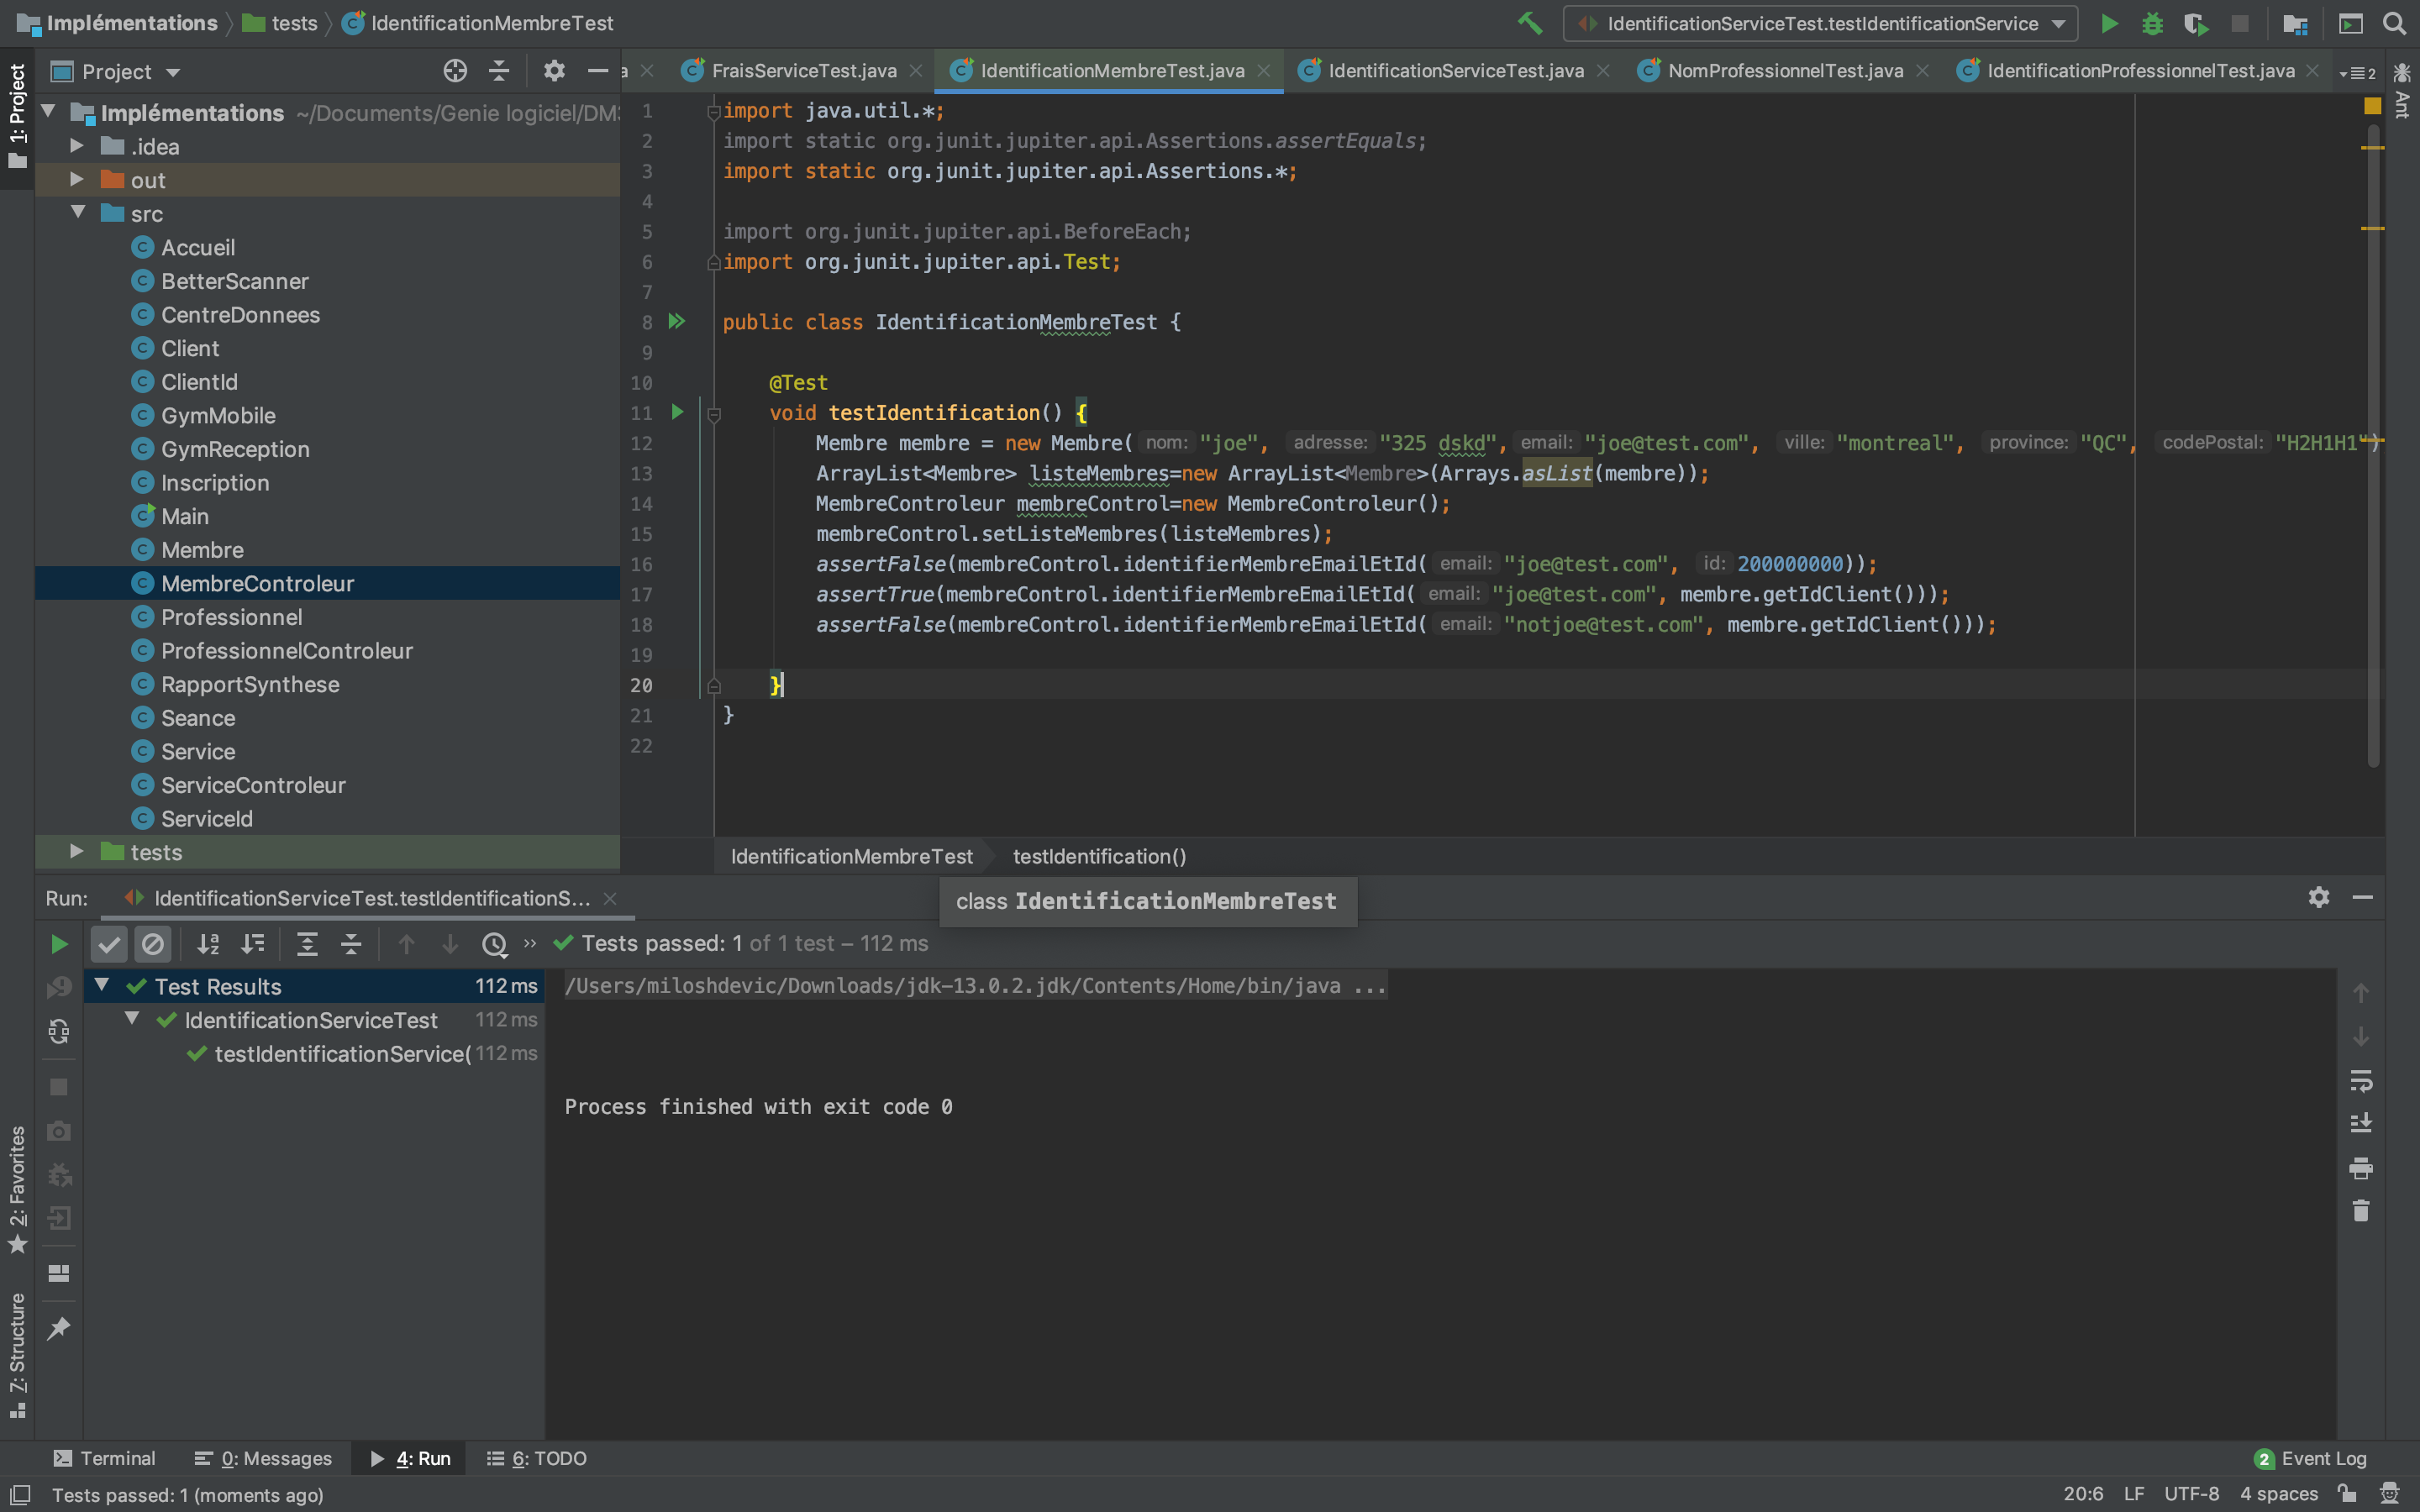 Implémentations tests IdentificationMembreTest IdentificationServiceTest.testIdentificationService
1: Project
Project
a FraisServiceTest.java IdentificationMembreTest.java IdentificationServiceTest.java NomProfessionnelTest.java IdentificationProfessionnelTest.java 2
Ant
Implémentations ~/Documents/Genie logiciel/DM3
.idea
out
src
Accueil
BetterScanner
CentreDonnees
Client
ClientId
GymMobile
GymReception
Inscription
Main
Membre
MembreControleur
Professionnel
ProfessionnelControleur
RapportSynthese
Seance
Service
ServiceControleur
ServiceId
tests
1 import java.util.*;
2 import static org.junit.jupiter.api.Assertions.assertEquals;
3 import static org.junit.jupiter.api.Assertions.*;
4
5 import org.junit.jupiter.api.BeforeEach;
6 import org.junit.jupiter.api.Test;
7
8 public class IdentificationMembreTest {
9
10 @Test
11 void testIdentification() {
12 Membre membre = new Membre( nom: "joe", adresse: "325 dskd", email: "joe@test.com", ville: "montreal", province: "QC", codePostal: "H2H1H1")
13 ArrayList<Membre> listeMembres=new ArrayList<Membre>(Arrays.asList(membre));
14 MembreControleur membreControl=new MembreControleur();
15 membreControl.setListeMembres(listeMembres);
16 assertFalse(membreControl.identifierMembreEmailEtId( email: "joe@test.com", id: 200000000));
17 assertTrue(membreControl.identifierMembreEmailEtId( email: "joe@test.com", membre.getIdClient()));
18 assertFalse(membreControl.identifierMembreEmailEtId( email: "notjoe@test.com", membre.getIdClient()));
19
20 }
21 }
22
IdentificationMembreTest testIdentification()
class IdentificationMembreTest
Run: IdentificationServiceTest.testIdentificationS...
Tests passed: 1 of 1 test – 112 ms
Test Results 112 ms
IdentificationServiceTest 112 ms
testIdentificationService( 112 ms
/Users/miloshdevic/Downloads/jdk-13.0.2.jdk/Contents/Home/bin/java ...
Process finished with exit code 0
2: Favorites
7: Structure
Terminal 0: Messages 4: Run 6: TODO 2 Event Log
Tests passed: 1 (moments ago) 20:6 LF UTF-8 4 spaces